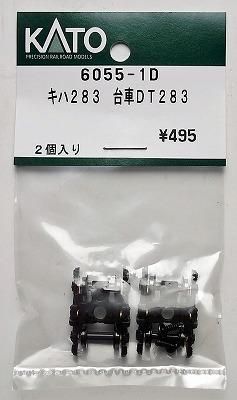 KATO
PRECISION RAILROAD MODELS
6055-1D
キハ283 台車DT283
¥495
2個入り